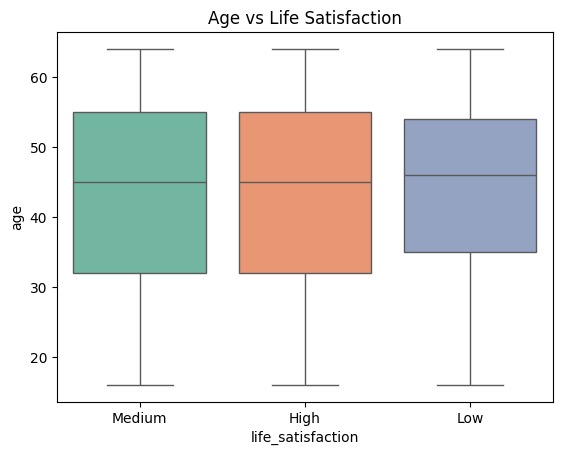 Age vs Life Satisfaction
age
60
50
40
30
20
Medium High Low
life_satisfaction